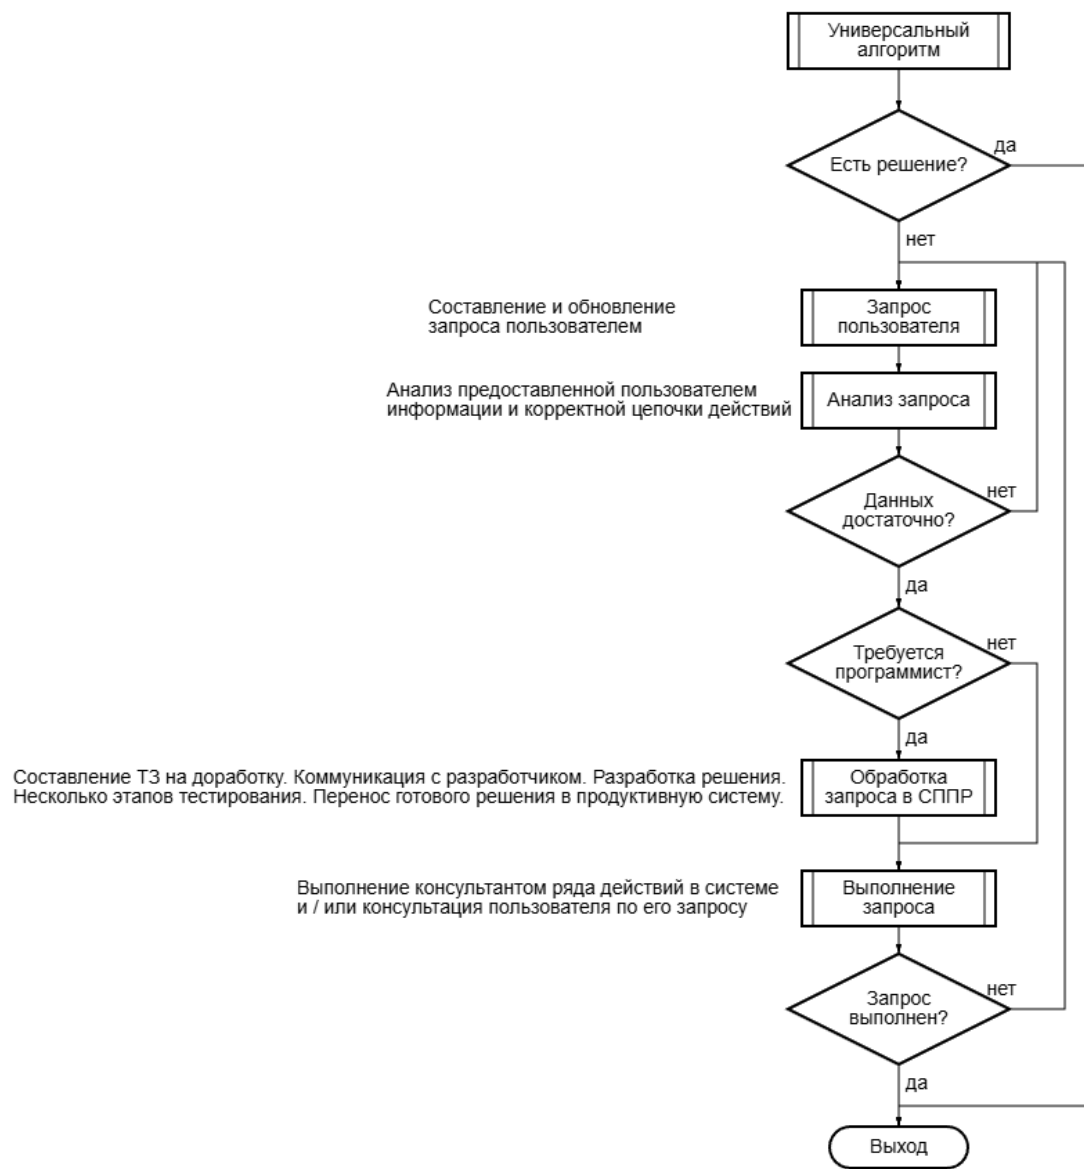 Универсальный
алгоритм
да
Есть решение?
нет
Составление и обновление
запроса пользователем
Запрос
пользователя
Анализ предоставленной пользователем
информации и корректной цепочки действий
Анализ запроса
нет
Данных
достаточно?
да
нет
Требуется
программист?
да
Составление ТЗ на доработку. Коммуникация с разработчиком. Разработка решения.
Несколько этапов тестирования. Перенос готового решения в продуктивную систему.
Обработка
запроса в СППР
Выполнение консультантом ряда действий в системе
и / или консультация пользователя по его запросу
Выполнение
запроса
нет
Запрос
выполнен?
да
Выход